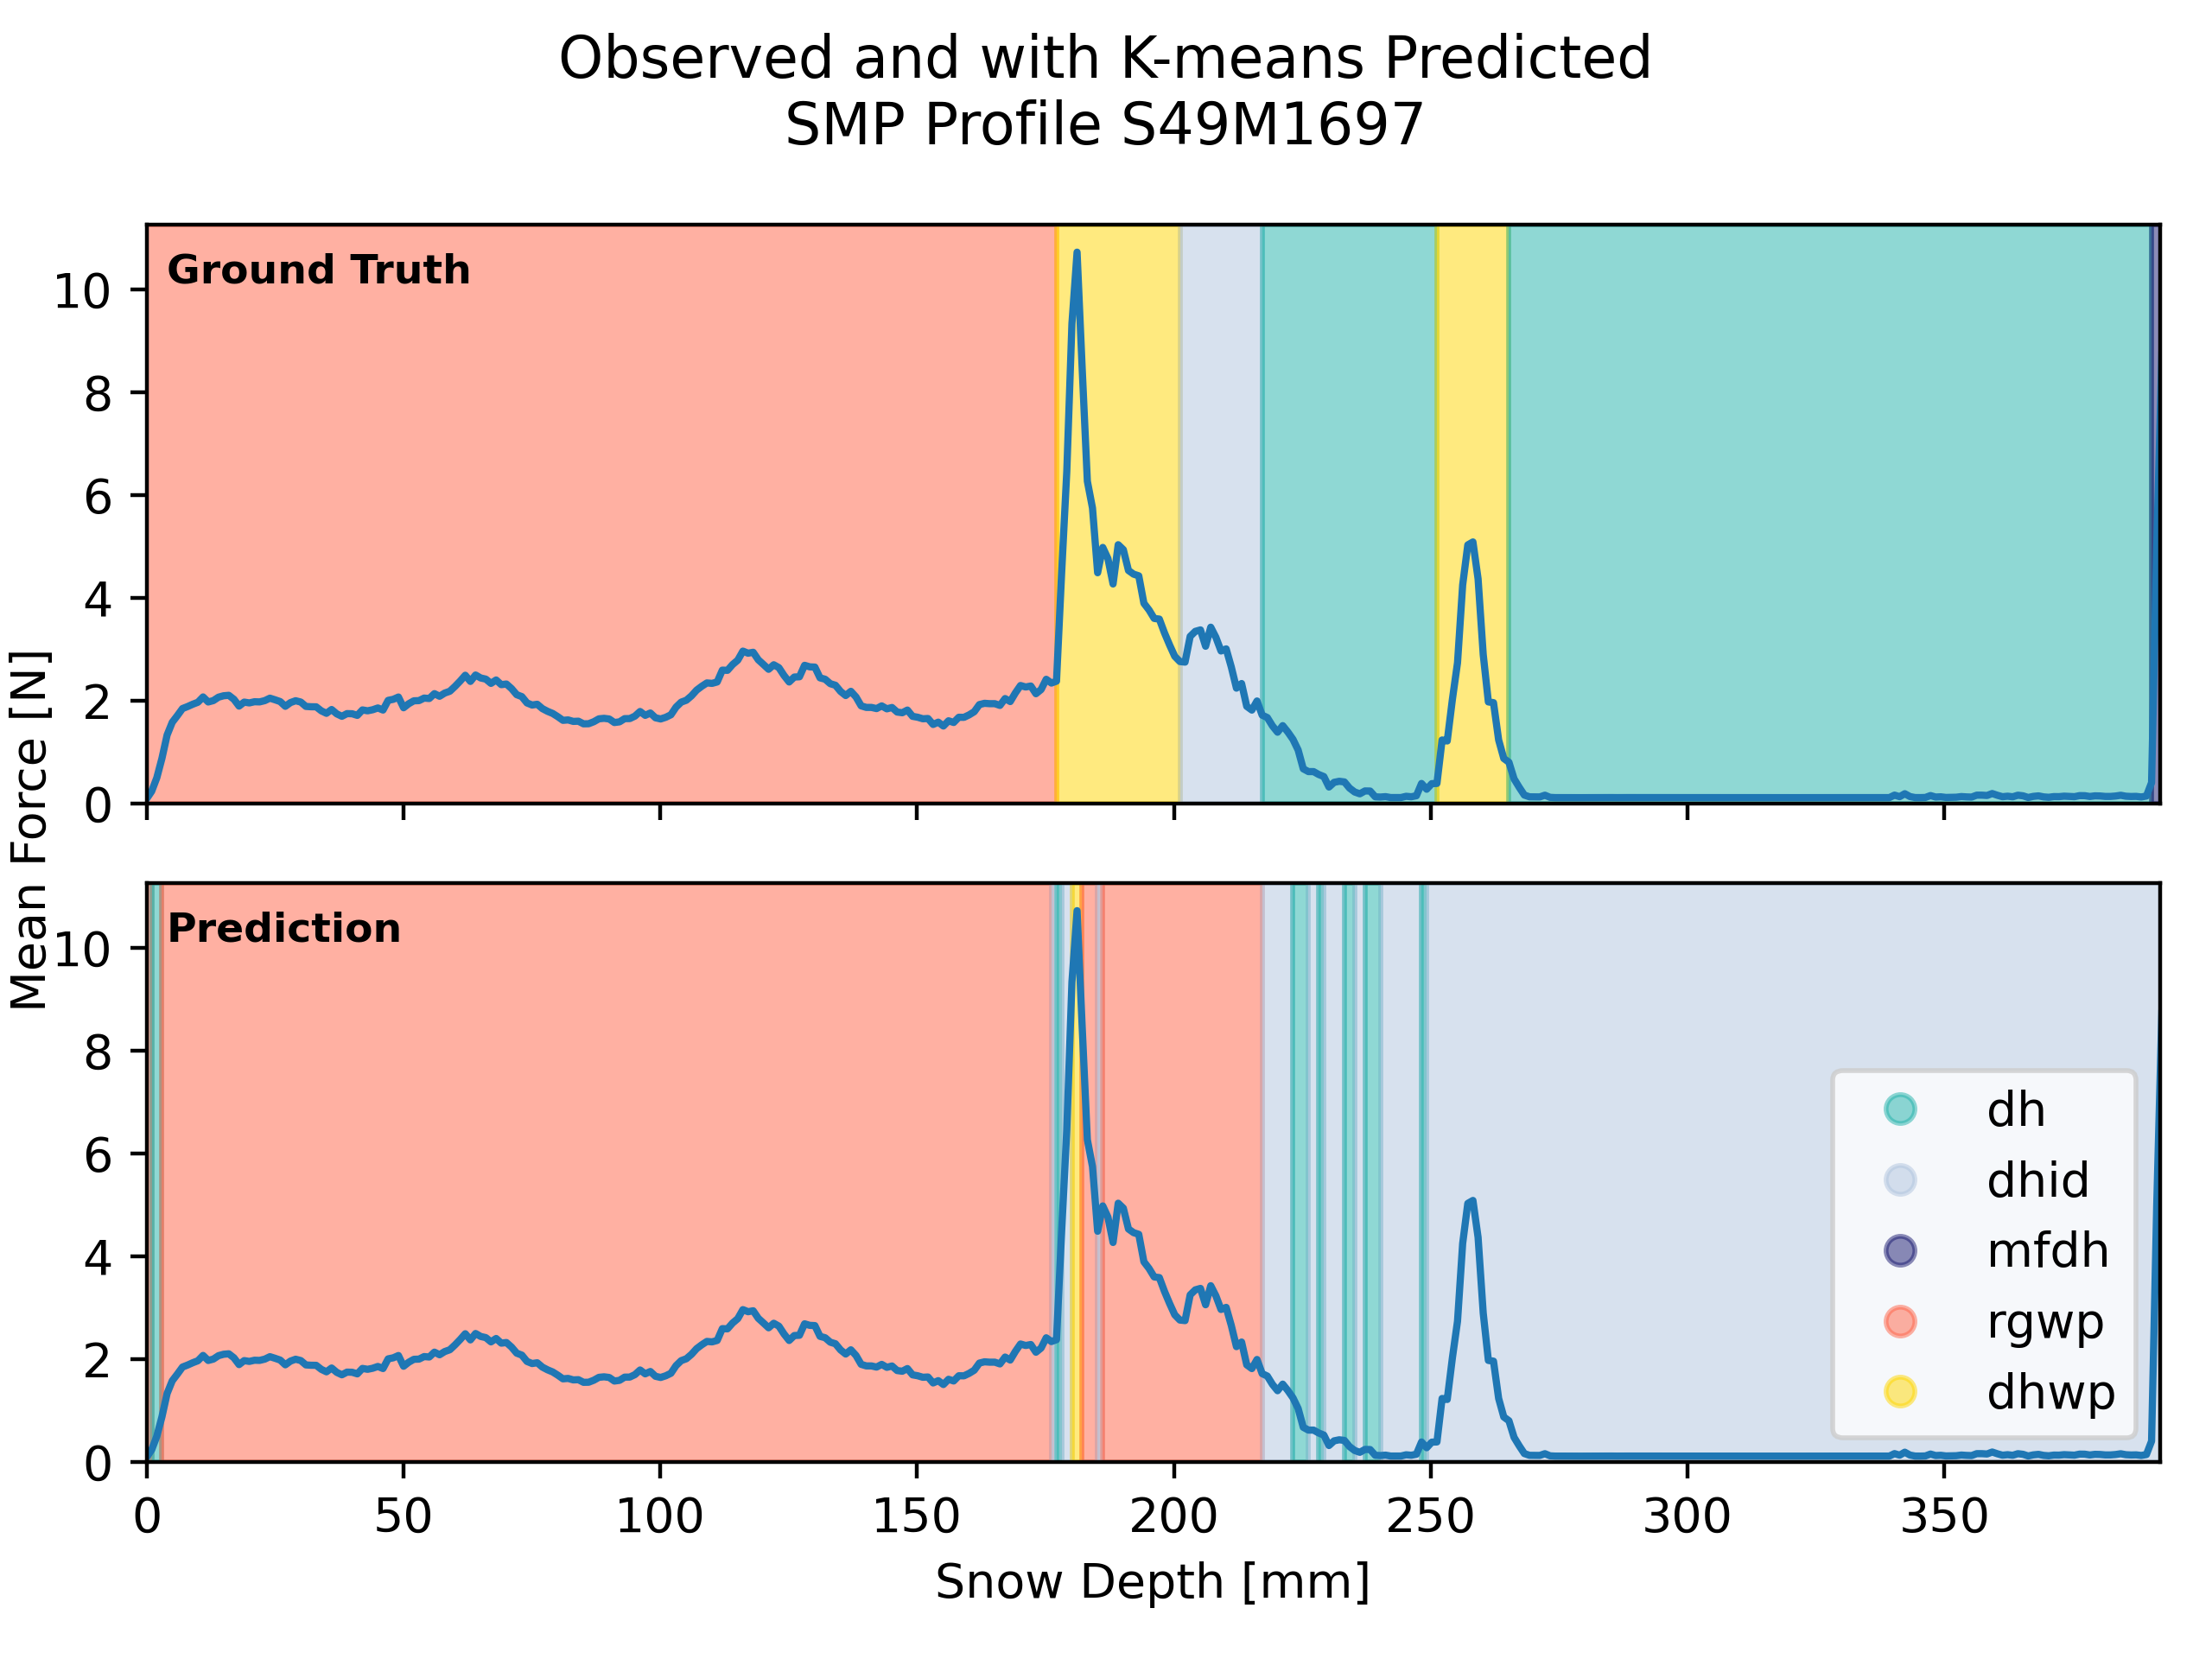 Observed and with K-means Predicted
SMP Profile S49M1697
Ground Truth
10
8
6
4
2
0
Mean Force [N]
Prediction
10
8
6
4
2
0
dh
dhid
mfdh
rgwp
dhwp
0 50 100 150 200 250 300 350
Snow Depth [mm]